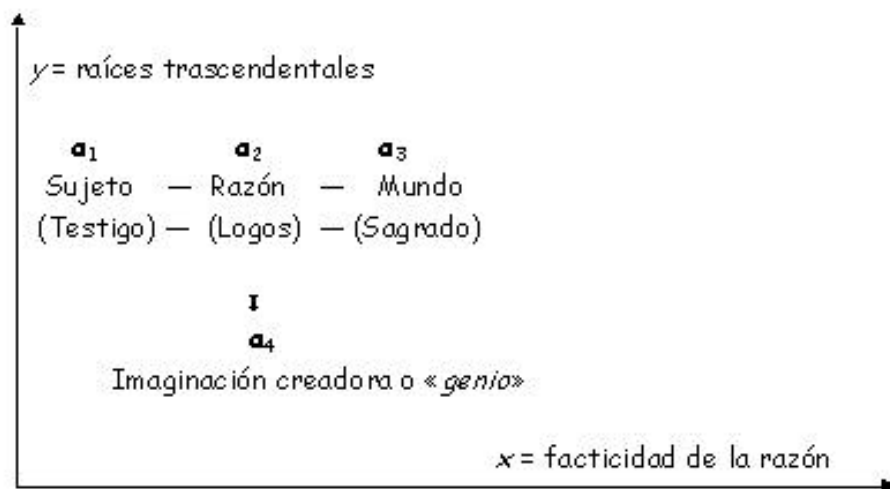 y = raíces trascendentales
a₁ a₂ a₃
Sujeto — Razón — Mundo
(Testigo) — (Logos) — (Sagrado)
a₄
Imaginación creadora o «genio»
x = facticidad de la razón